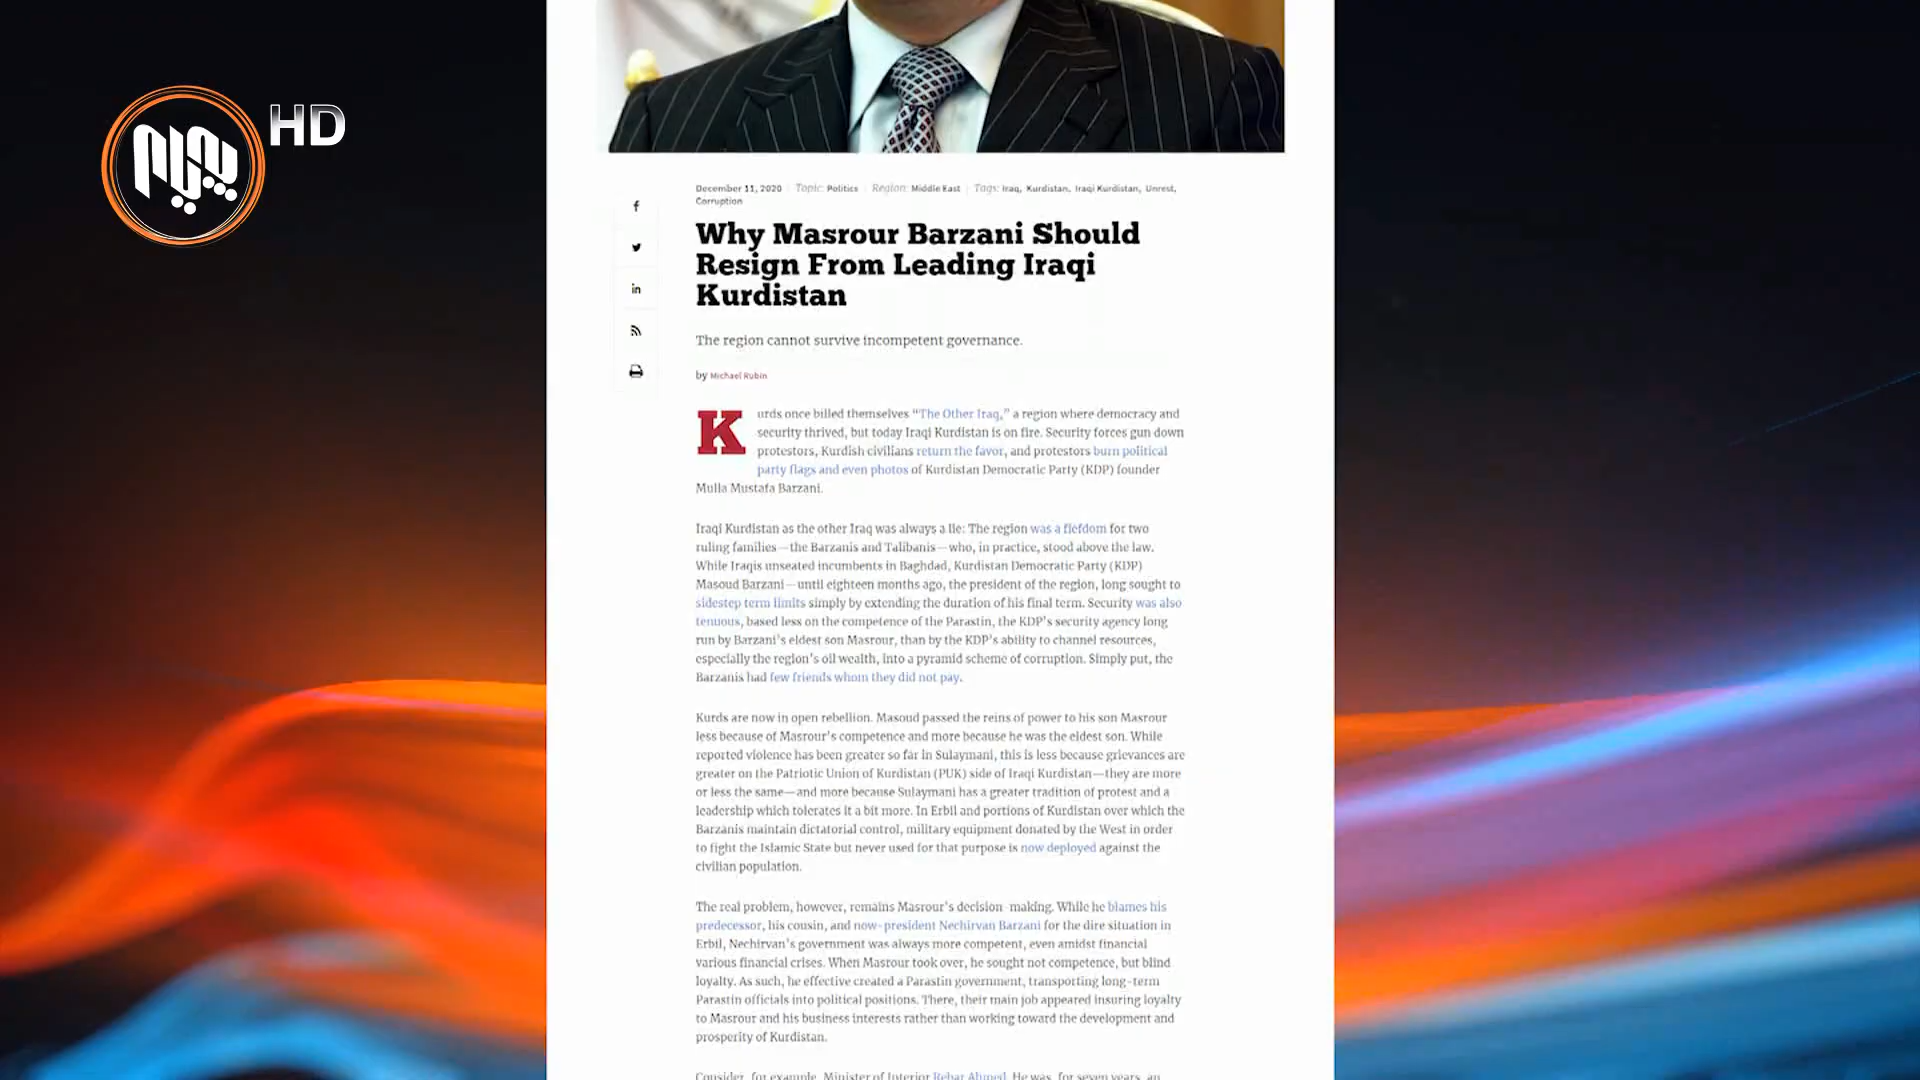 پەیام
HD
December 11, 2020 Topic: Politics Region: Middle East Tags: Iraq, Kurdistan, Iraqi Kurdistan, Unrest,
Corruption
Why Masrour Barzani Should
Resign From Leading Iraqi
Kurdistan
The region cannot survive incompetent governance.
by Michael Rubin
Kurds once billed themselves “The Other Iraq,” a region where democracy and
security thrived, but today Iraqi Kurdistan is on fire. Security forces gun down
protestors, Kurdish civilians return the favor, and protestors burn political
party flags and even photos of Kurdistan Democratic Party (KDP) founder
Mulla Mustafa Barzani.
Iraqi Kurdistan as the other Iraq was always a lie: The region was a fiefdom for two
ruling families—the Barzanis and Talibanis—who, in practice, stood above the law.
While Iraqis unseated incumbents in Baghdad, Kurdistan Democratic Party (KDP)
Masoud Barzani—until eighteen months ago, the president of the region, long sought to
sidestep term limits simply by extending the duration of his final term. Security was also
tenuous, based less on the competence of the Parastin, the KDP’s security agency long
run by Barzani’s eldest son Masrour, than by the KDP’s ability to channel resources,
especially the region’s oil wealth, into a pyramid scheme of corruption. Simply put, the
Barzanis had few friends whom they did not pay.
Kurds are now in open rebellion. Masoud passed the reins of power to his son Masrour
less because of Masrour’s competence and more because he was the eldest son. While
reported violence has been greater so far in Sulaymani, this is less because grievances are
greater on the Patriotic Union of Kurdistan (PUK) side of Iraqi Kurdistan—they are more
or less the same—and more because Sulaymani has a greater tradition of protest and a
leadership which tolerates it a bit more. In Erbil and portions of Kurdistan over which the
Barzanis maintain dictatorial control, military equipment donated by the West in order
to fight the Islamic State but never used for that purpose is now deployed against the
civilian population.
The real problem, however, remains Masrour’s decision-making. While he blames his
predecessor, his cousin, and now-president Nechirvan Barzani for the dire situation in
Erbil, Nechirvan’s government was always more competent, even amidst financial
various financial crises. When Masrour took over, he sought not competence, but blind
loyalty. As such, he effective created a Parastin government, transporting long-term
Parastin officials into political positions. There, their main job appeared insuring loyalty
to Masrour and his business interests rather than working toward the development and
prosperity of Kurdistan.
Consider, for example, Minister of Interior Rebar Ahmed. He was, for seven years, an